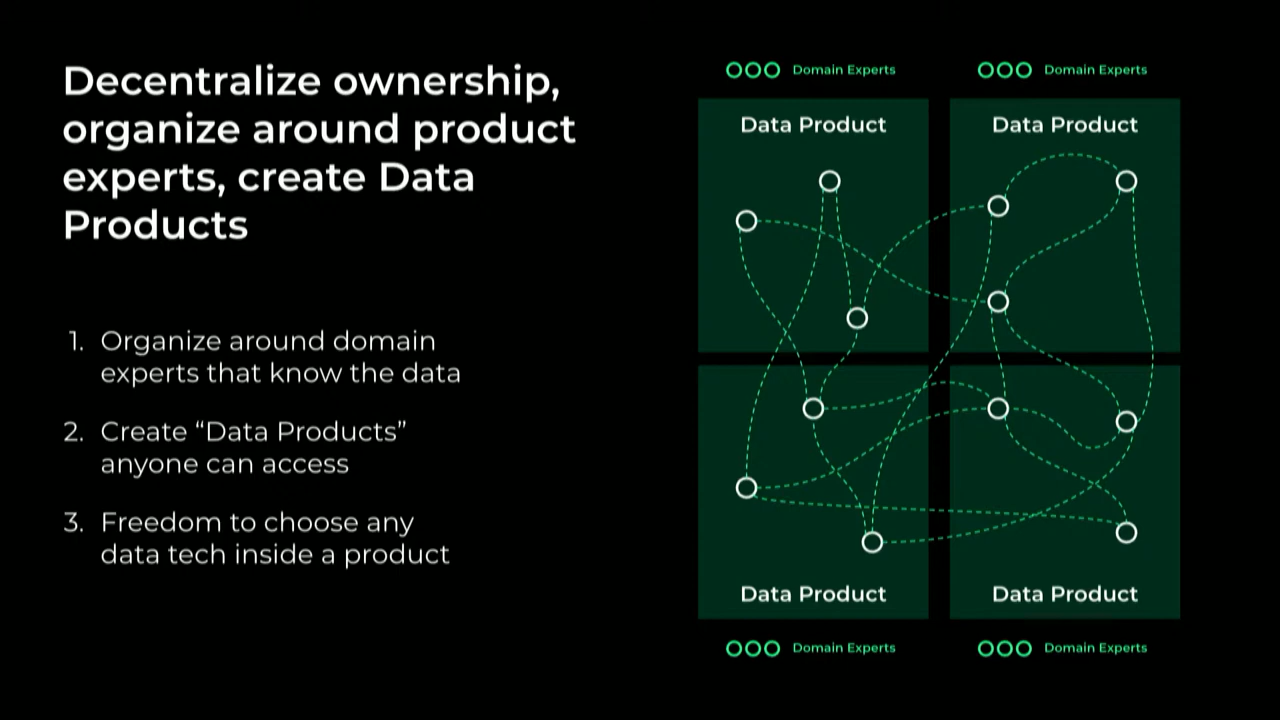 Decentralize ownership,
organize around product
experts, create Data
Products
1. Organize around domain
experts that know the data
2. Create “Data Products”
anyone can access
3. Freedom to choose any
data tech inside a product
Domain Experts
Domain Experts
Data Product
Data Product
Data Product
Data Product
Domain Experts
Domain Experts